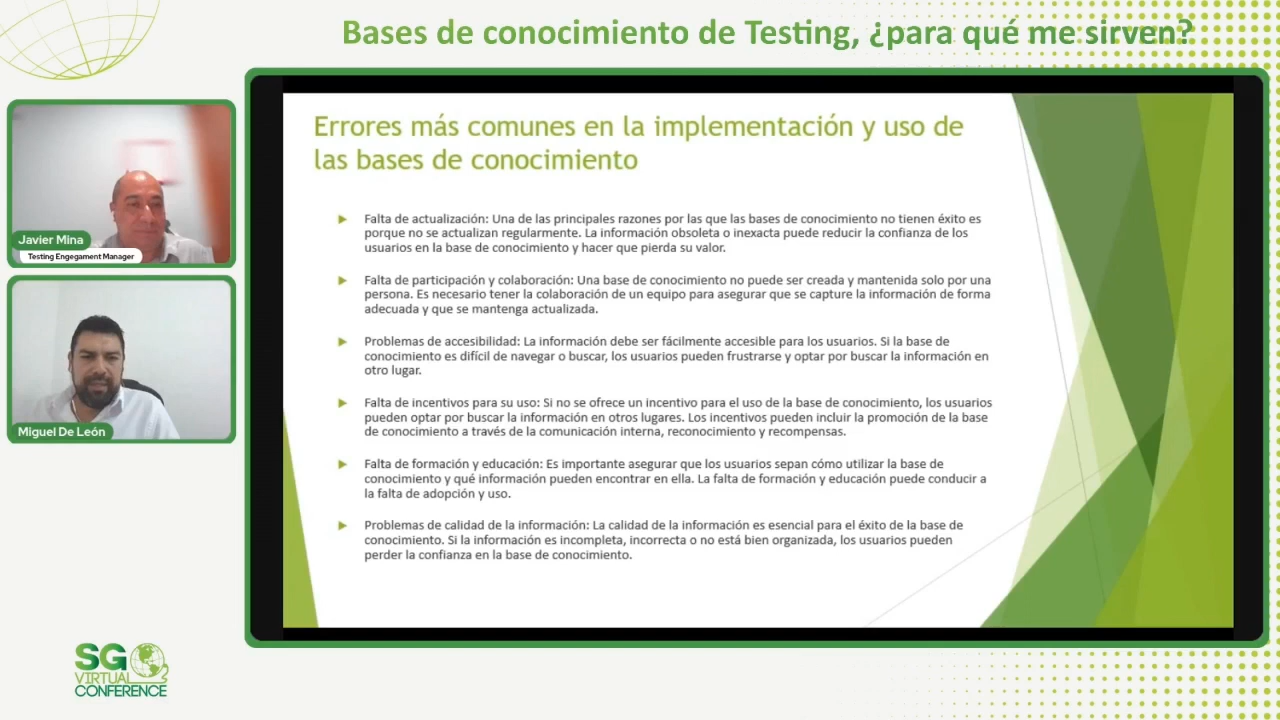 Bases de conocimiento de Testing, ¿para qué me sirven?
Javier Mina
Testing Engegament Manager
Miguel De León
Errores más comunes en la implementación y uso de
las bases de conocimiento
Falta de actualización: Una de las principales razones por las que las bases de conocimiento no tienen éxito es
porque no se actualizan regularmente. La información obsoleta o inexacta puede reducir la confianza de los
usuarios en la base de conocimiento y hacer que pierda su valor.
Falta de participación y colaboración: Una base de conocimiento no puede ser creada y mantenida solo por una
persona. Es necesario tener la colaboración de un equipo para asegurar que se capture la información de forma
adecuada y que se mantenga actualizada.
Problemas de accesibilidad: La información debe ser fácilmente accesible para los usuarios. Si la base de
conocimiento es difícil de navegar o buscar, los usuarios pueden frustrarse y optar por buscar la información en
otro lugar.
Falta de incentivos para su uso: Si no se ofrece un incentivo para el uso de la base de conocimiento, los usuarios
pueden optar por buscar la información en otros lugares. Los incentivos pueden incluir la promoción de la base
de conocimiento a través de la comunicación interna, reconocimiento y recompensas.
Falta de formación y educación: Es importante asegurar que los usuarios sepan cómo utilizar la base de
conocimiento y qué información pueden encontrar en ella. La falta de formación y educación puede conducir a
la falta de adopción y uso.
Problemas de calidad de la información: La calidad de la información es esencial para el éxito de la base de
conocimiento. Si la información es incompleta, incorrecta o no está bien organizada, los usuarios pueden
perder la confianza en la base de conocimiento.
SG
VIRTUAL
CONFERENCE